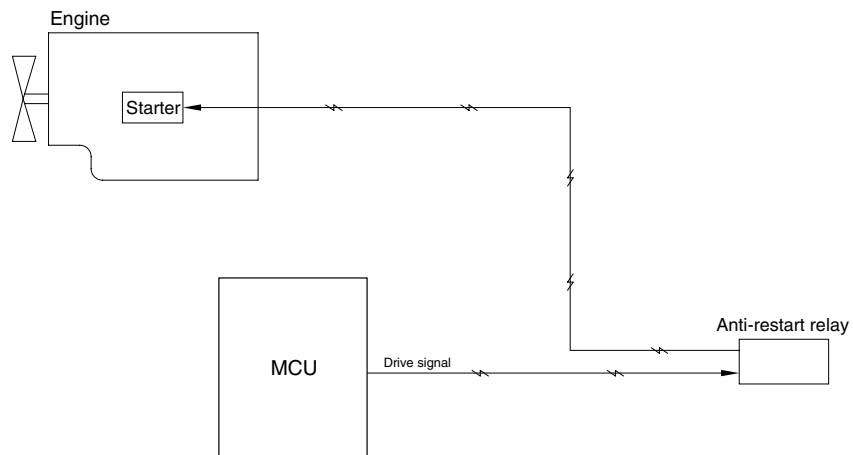 Engine
Starter
Anti-restart relay
MCU
Drive signal